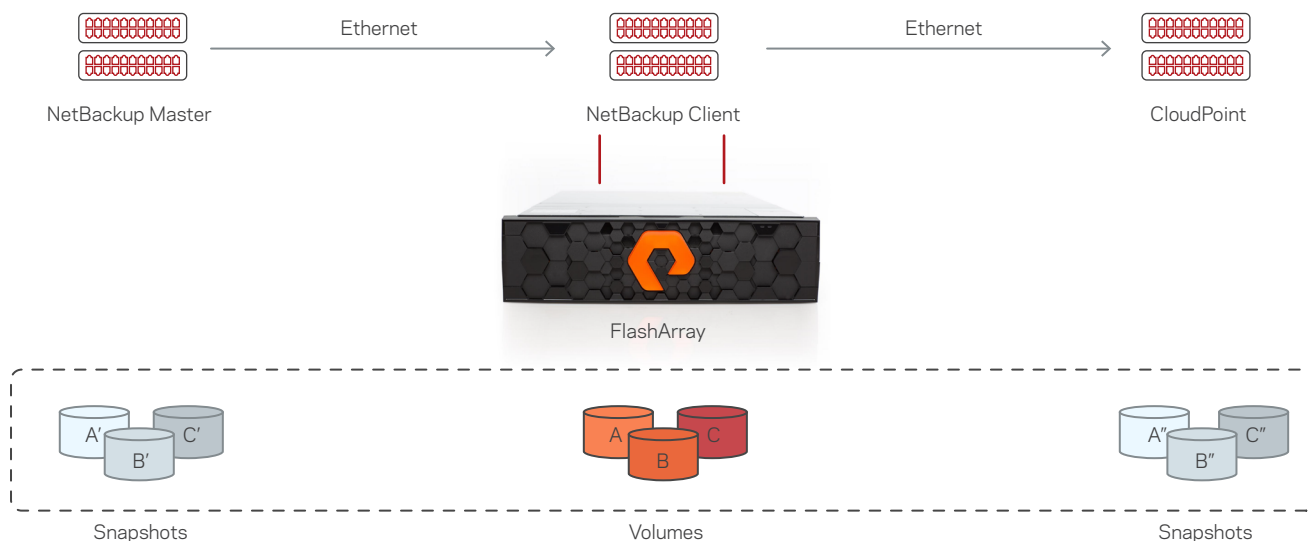 Ethernet
Ethernet
NetBackup Master
NetBackup Client
CloudPoint
FlashArray
A′
C′
B′
A
C
B
A″
C″
B″
Snapshots
Volumes
Snapshots